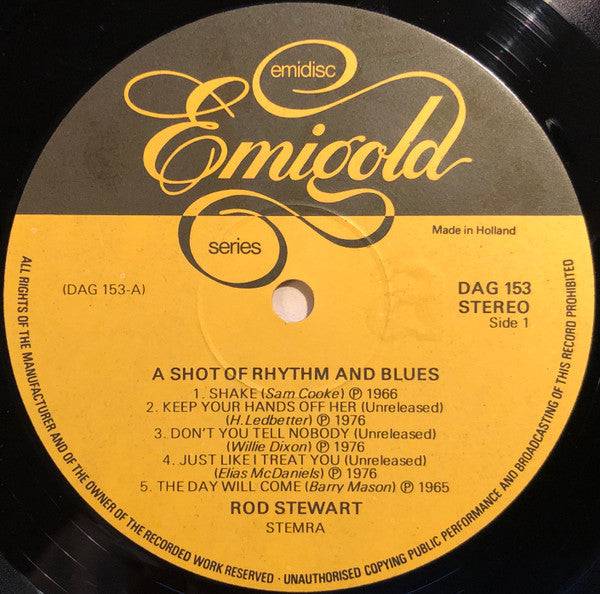 emidisc
Emigold
series
Made in Holland
(DAG 153-A)
DAG 153
STEREO
Side 1
A SHOT OF RHYTHM AND BLUES
1. SHAKE (Sam Cooke) Ⓟ 1966
2. KEEP YOUR HANDS OFF HER (Unreleased)
(H. Ledbetter) Ⓟ 1976
3. DON'T YOU TELL NOBODY (Unreleased)
(Willie Dixon) Ⓟ 1976
4. JUST LIKE I TREAT YOU (Unreleased)
(Elias McDaniels) Ⓟ 1976
5. THE DAY WILL COME (Barry Mason) Ⓟ 1965
ROD STEWART
STEMRA
ALL RIGHTS OF THE MANUFACTURER AND OF THE OWNER OF THE RECORDED WORK RESERVED · UNAUTHORISED COPYING PUBLIC PERFORMANCE AND BROADCASTING OF THIS RECORD PROHIBITED